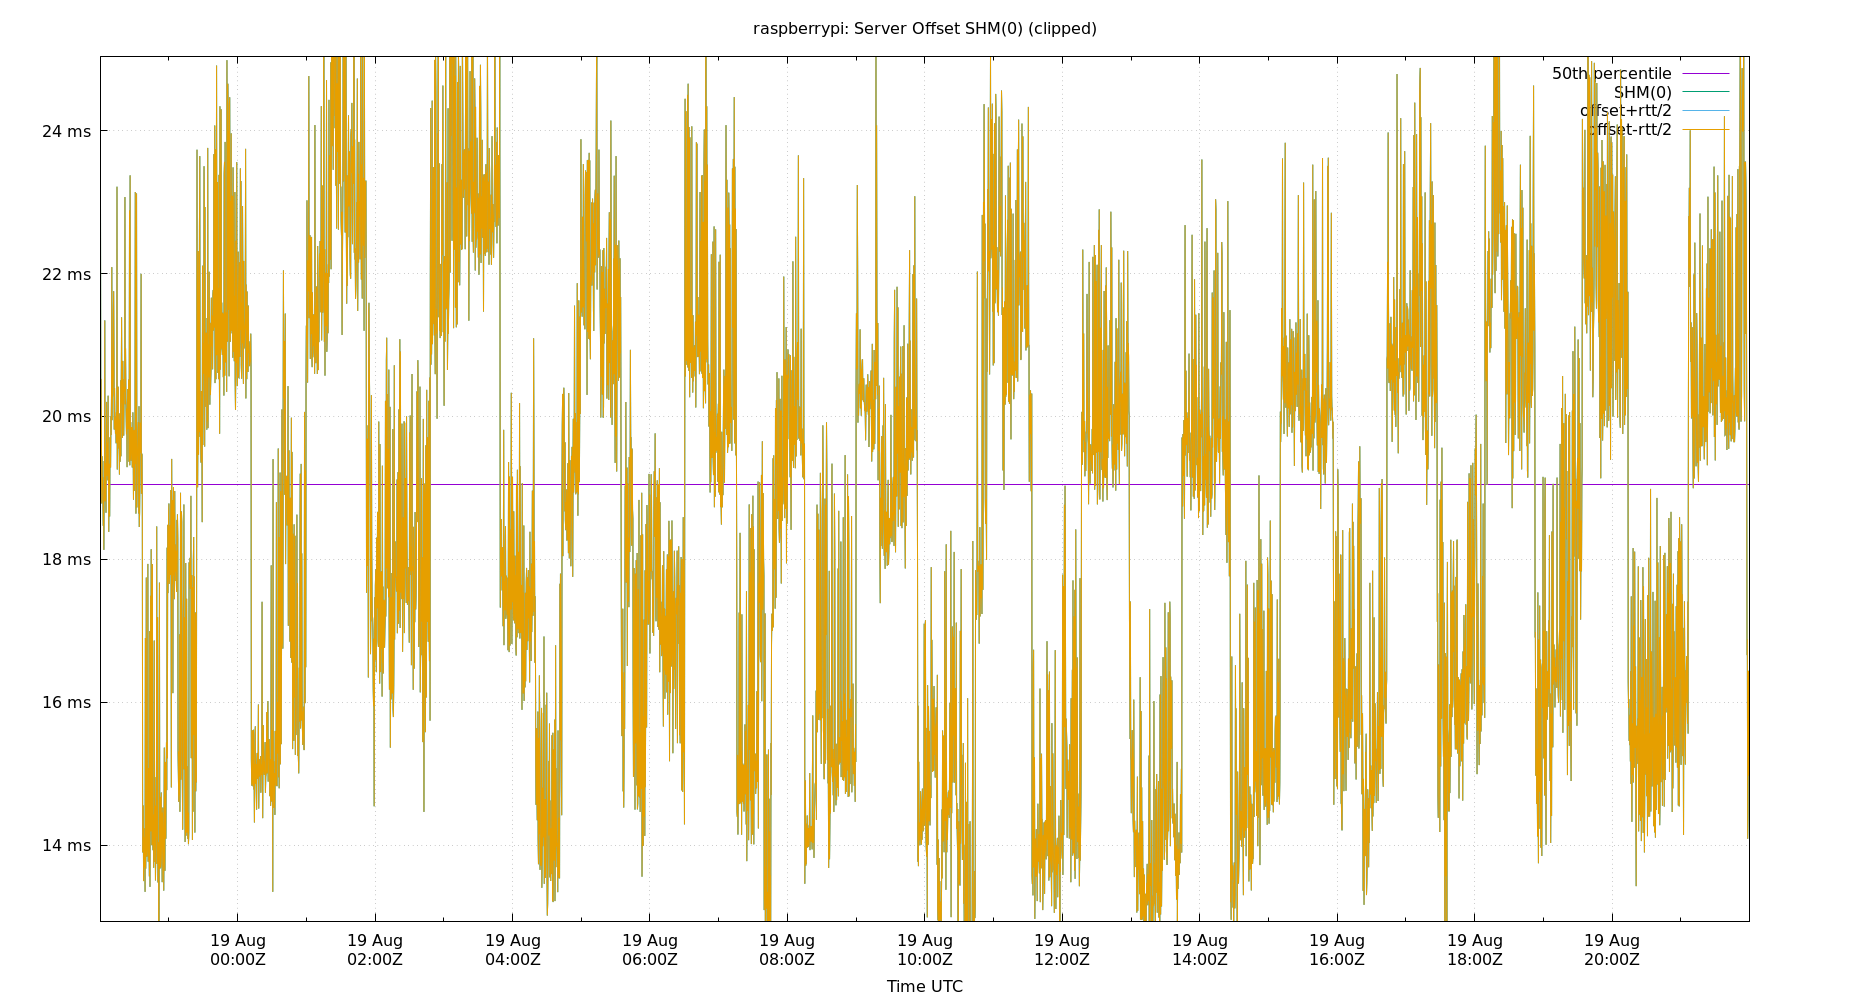 raspberrypi: Server Offset SHM(0) (clipped)
50th percentile
SHM(0)
offset+rtt/2
offset-rtt/2
24 ms
22 ms
20 ms
18 ms
16 ms
14 ms
19 Aug 19 Aug 19 Aug 19 Aug 19 Aug 19 Aug 19 Aug 19 Aug 19 Aug 19 Aug 19 Aug
00:00Z 02:00Z 04:00Z 06:00Z 08:00Z 10:00Z 12:00Z 14:00Z 16:00Z 18:00Z 20:00Z
Time UTC